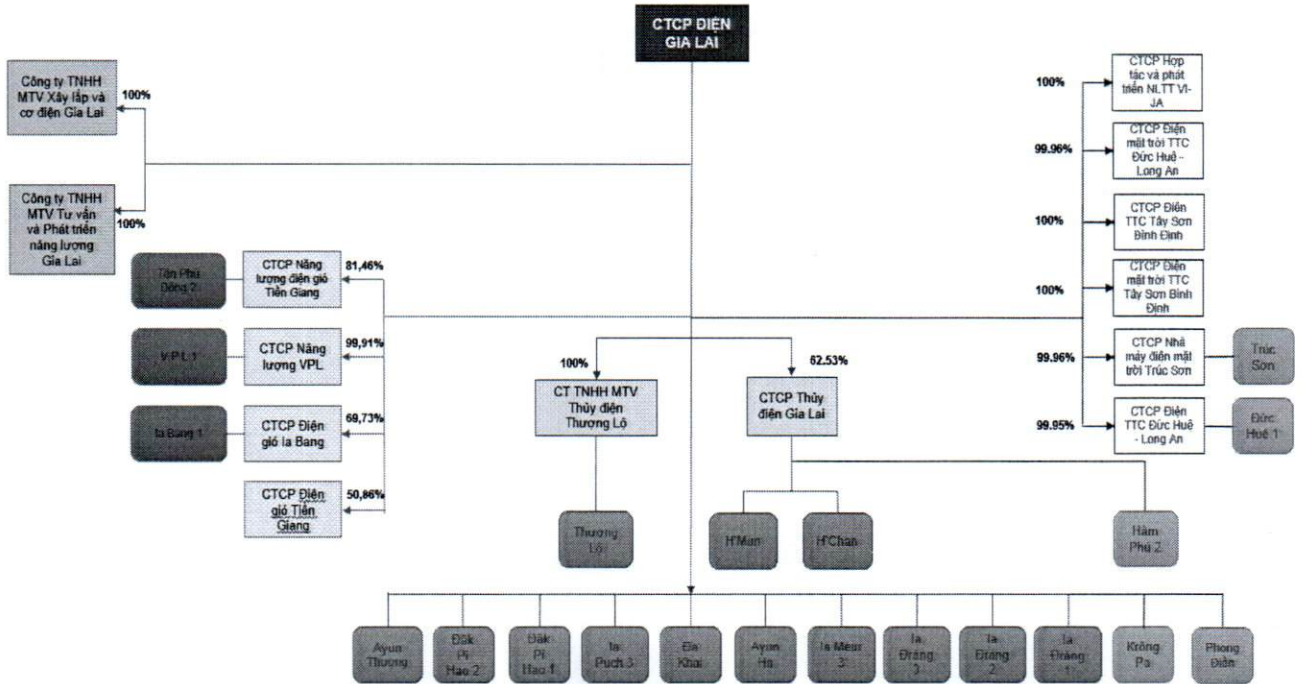 CTCP ĐIỆN
GIA LAI
Công ty TNHH
MTV Xây lắp và
cơ điện Gia Lai
100%
Công ty TNHH
MTV Tư vấn
và Phát triển
năng lượng
Gia Lai
100%
Tân Phú
Đông 2
CTCP Năng
lượng điện gió
Tiền Giang
81,46%
V P L 1
CTCP Năng
lượng VPL
99,91%
Ia Bang 1
CTCP Điện
gió Ia Bang
69,73%
CTCP Điện
gió Tiền
Giang
50,86%
100%
CT TNHH MTV
Thủy điện
Thượng Lộ
62.53%
CTCP Thủy
điện Gia Lai
Thượng
Lộ
H'Mun
H'Chan
Hàm
Phú 2
100%
CTCP Hợp
tác và phát
triển NLTT VI-
JA
99.96%
CTCP Điện
mặt trời TTC
Đức Huệ -
Long An
100%
CTCP Điện
TTC Tây Sơn
Bình Định
100%
CTCP Điện
mặt trời TTC
Tây Sơn Bình
Định
99.96%
CTCP Nhà
máy điện mặt
trời Trúc Sơn
Trúc
Sơn
99.95%
CTCP Điện
TTC Đức Huệ
- Long An
Đức
Huệ 1
Ayun
Thượng
Đăk
Pi
Hao 2
Đăk
Pi
Hao 1
Ia
Puch 3
Đa
Khai
Ayun
Hạ
Ia Meur
3
Ia
Đrăng
3
Ia
Đrăng
2
Ia
Đrăng
1
Krông
Pa
Phong
Điền